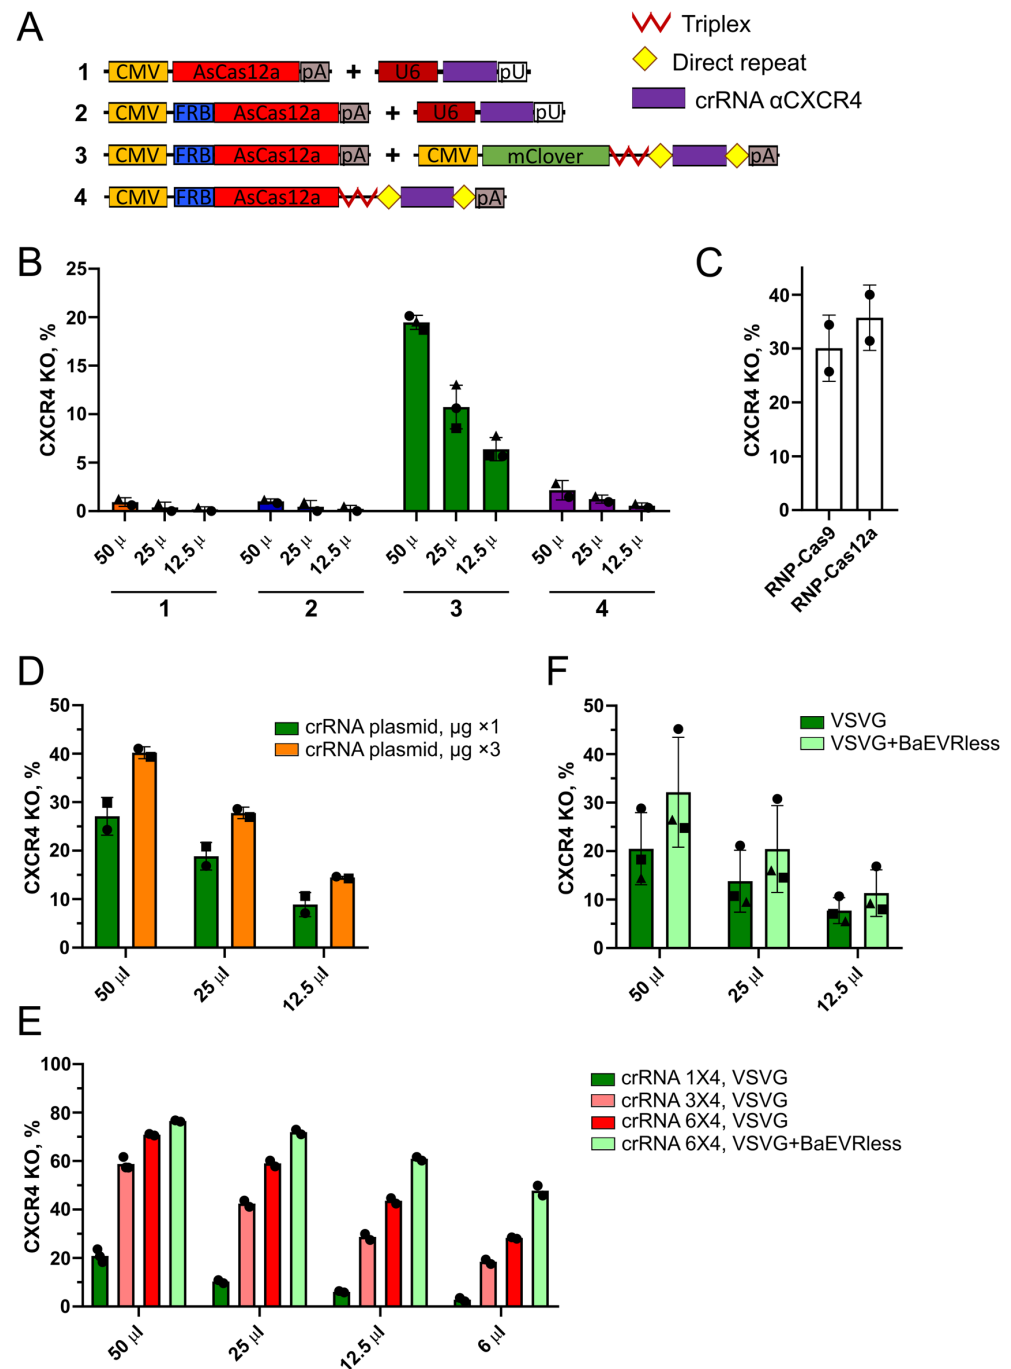 A
Triplex
Direct repeat
crRNA αCXCR4
1 CMV AsCas12a pA + U6 pU
2 CMV FRB AsCas12a pA + U6 pU
3 CMV FRB AsCas12a pA + CMV mClover pA
4 CMV FRB AsCas12a pA
B
CXCR4 KO, %
25
20
15
10
5
0
50 μ 25 μ 12.5 μ 50 μ 25 μ 12.5 μ 50 μ 25 μ 12.5 μ 50 μ 25 μ 12.5 μ
1 2 3 4
C
CXCR4 KO, %
40
30
20
10
0
RNP-Cas9 RNP-Cas12a
D
CXCR4 KO, %
50
40
30
20
10
0
crRNA plasmid, μg ×1
crRNA plasmid, μg ×3
50 μl 25 μl 12.5 μl
F
CXCR4 KO, %
50
40
30
20
10
0
VSVG
VSVG+BaEVRless
50 μl 25 μl 12.5 μl
E
CXCR4 KO, %
100
80
60
40
20
0
crRNA 1X4, VSVG
crRNA 3X4, VSVG
crRNA 6X4, VSVG
crRNA 6X4, VSVG+BaEVRless
50 μl 25 μl 12.5 μl 6 μl